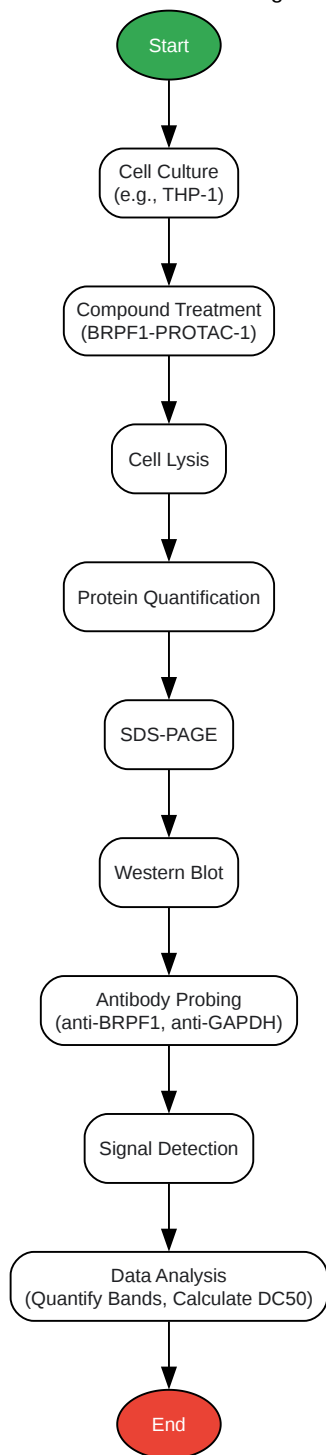 Start
Cell Culture
(e.g., THP-1)
Compound Treatment
(BRPF1-PROTAC-1)
Cell Lysis
Protein Quantification
SDS-PAGE
Western Blot
Antibody Probing
(anti-BRPF1, anti-GAPDH)
Signal Detection
Data Analysis
(Quantify Bands, Calculate DC50)
End